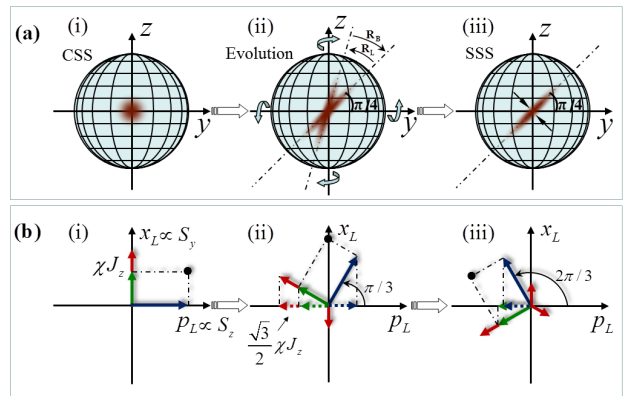 (a)
(i)
CSS
z
y
(ii)
Evolution
z
R_B
R_L
π/4
y
(iii)
SSS
z
π/4
y
(b)
(i)
x_L ∝ S_y
χJ_z
p_L ∝ S_z
(ii)
x_L
π/3
p_L
√3/2 χJ_z
(iii)
x_L
2π/3
p_L